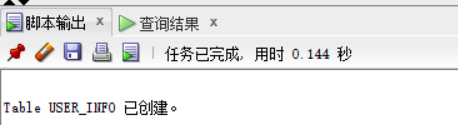 脚本输出 × 查询结果 ×
任务已完成, 用时 0.144 秒
Table USER_INFO 已创建。